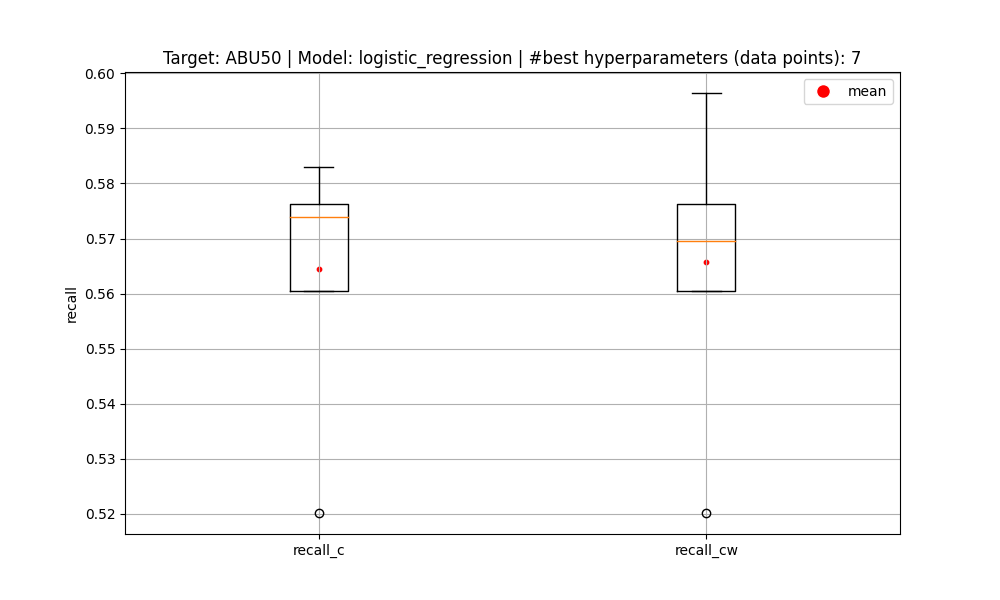 Target: ABU50 | Model: logistic_regression | #best hyperparameters (data points): 7
mean
0.60
0.59
0.58
0.57
0.56
0.55
0.54
0.53
0.52
recall
recall_c
recall_cw